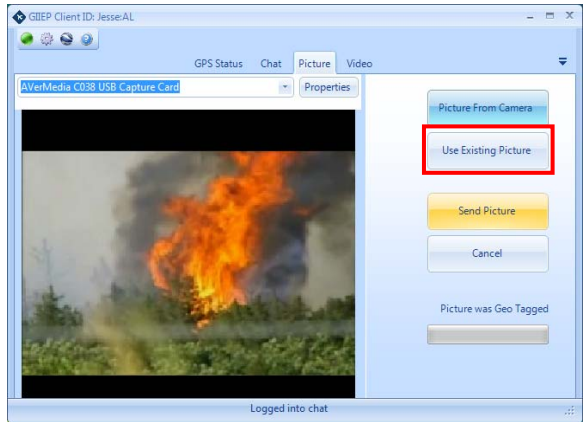 GIIEP Client ID: Jesse:AL
GPS Status Chat Picture Video
AVerMedia C038 USB Capture Card
Properties
Picture From Camera
Use Existing Picture
Send Picture
Cancel
Picture was Geo Tagged
Logged into chat